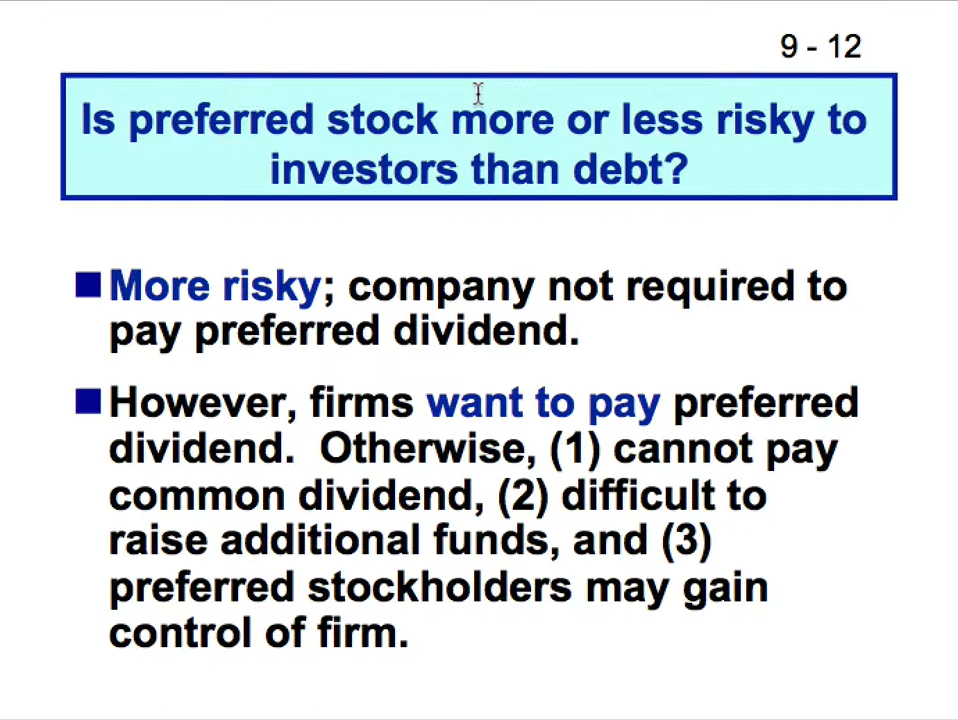 9 - 12
Is preferred stock more or less risky to
investors than debt?
More risky; company not required to
pay preferred dividend.
However, firms want to pay preferred
dividend.  Otherwise, (1) cannot pay
common dividend, (2) difficult to
raise additional funds, and (3)
preferred stockholders may gain
control of firm.